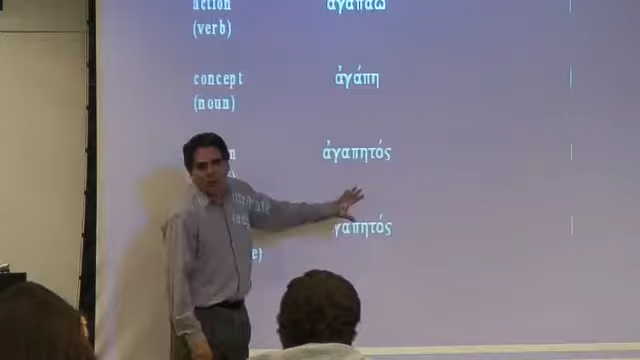 action ἀγαπάω
(verb)
concept ἀγάπη
(noun)
ἀγαπητός
γαπητός
e)